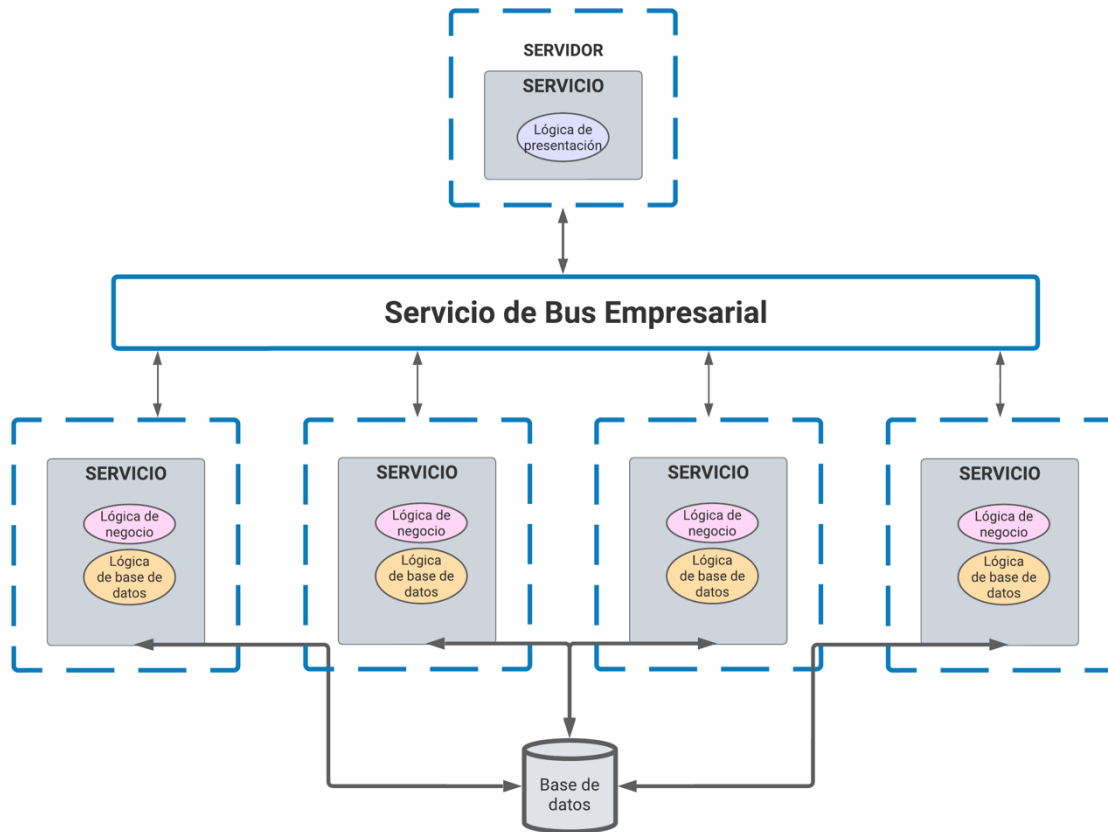 SERVIDOR
SERVICIO
Lógica de
presentación
Servicio de Bus Empresarial
SERVICIO
Lógica de
negocio
Lógica
de base de
datos
SERVICIO
Lógica de
negocio
Lógica
de base de
datos
SERVICIO
Lógica de
negocio
Lógica
de base de
datos
SERVICIO
Lógica de
negocio
Lógica
de base de
datos
Base de
datos